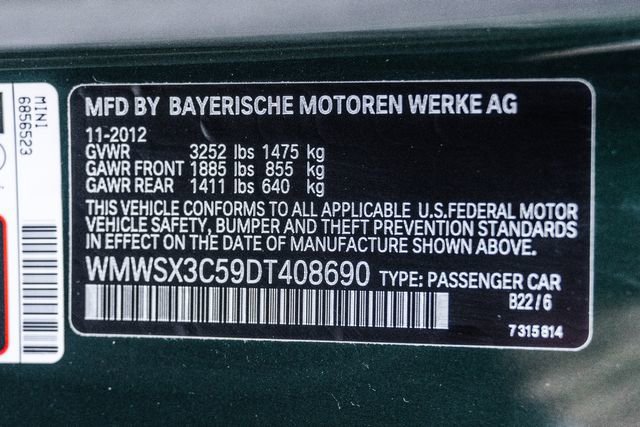 MINI
6856523
MFD BY BAYERISCHE MOTOREN WERKE AG
11-2012
GVWR 3252 lbs 1475 kg
GAWR FRONT 1885 lbs 855 kg
GAWR REAR 1411 lbs 640 kg
THIS VEHICLE CONFORMS TO ALL APPLICABLE U.S.FEDERAL MOTOR
VEHICLE SAFETY, BUMPER AND THEFT PREVENTION STANDARDS
IN EFFECT ON THE DATE OF MANUFACTURE SHOWN ABOVE.
WMWSX3C59DT408690 TYPE: PASSENGER CAR
B22/6
7315814